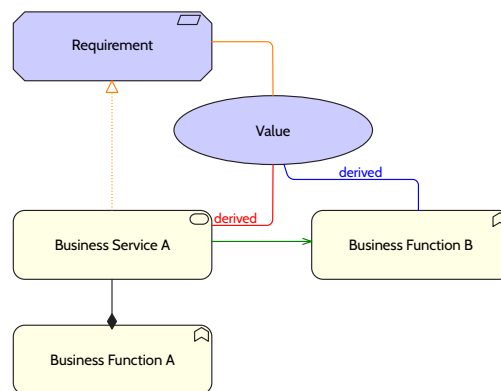 Requirement
Value
derived
derived
Business Service A
Business Function B
Business Function A